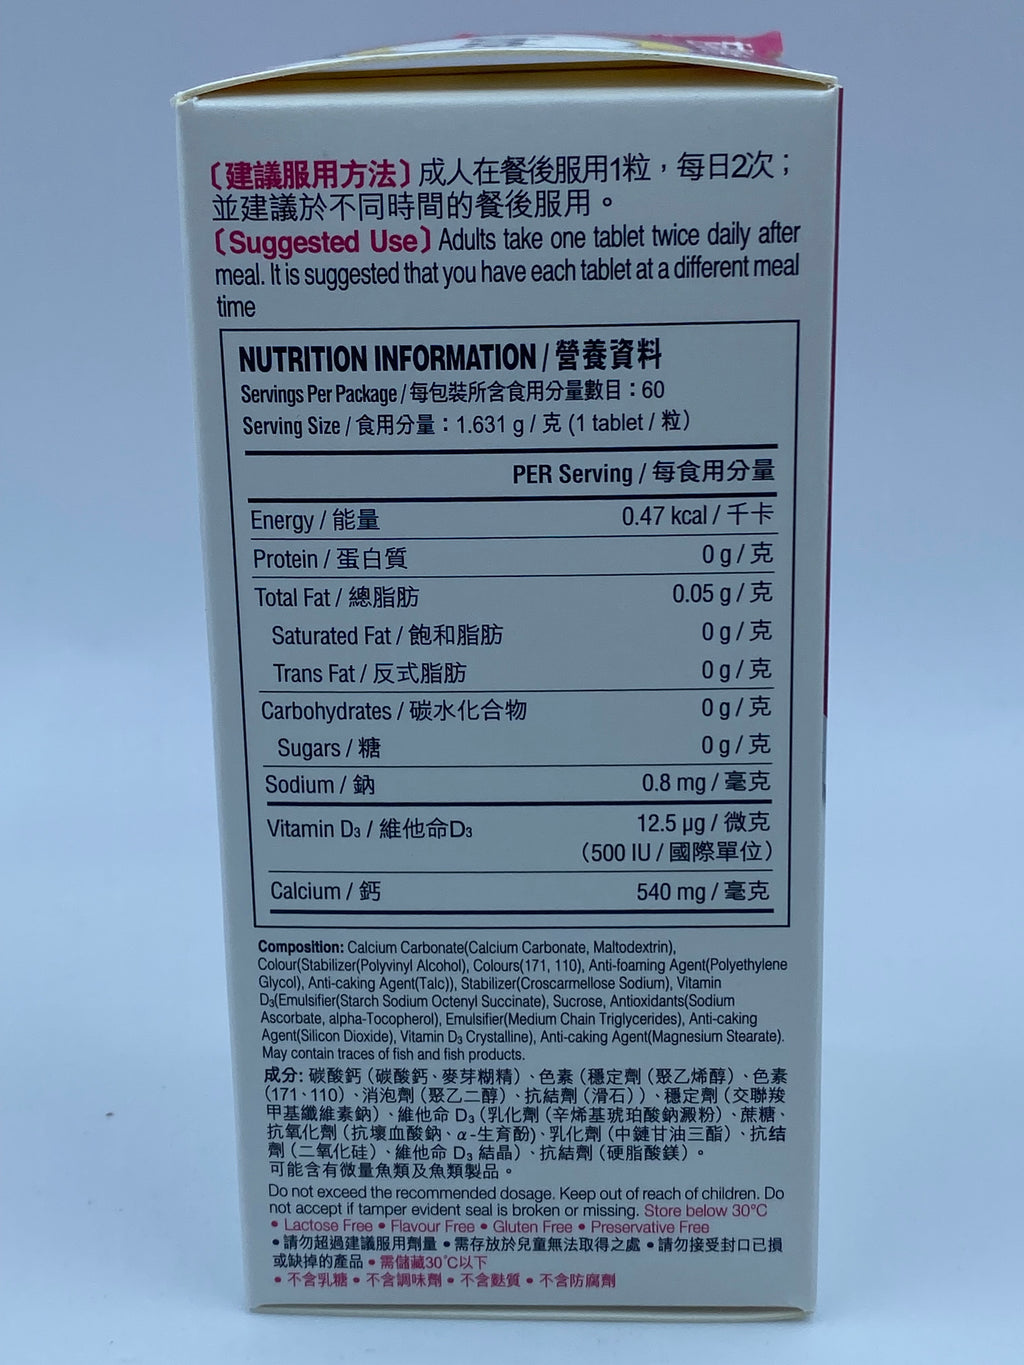 〔建議服用方法〕成人在餐後服用1粒，每日2次；
並建議於不同時間的餐後服用。
〔Suggested Use〕Adults take one tablet twice daily after
meal. It is suggested that you have each tablet at a different meal
time
NUTRITION INFORMATION / 營養資料
Servings Per Package / 每包裝所含食用分量數目：60
Serving Size / 食用分量：1.631 g / 克 (1 tablet / 粒)
PER Serving / 每食用分量
Energy / 能量 0.47 kcal / 千卡
Protein / 蛋白質 0 g / 克
Total Fat / 總脂肪 0.05 g / 克
Saturated Fat / 飽和脂肪 0 g / 克
Trans Fat / 反式脂肪 0 g / 克
Carbohydrates / 碳水化合物 0 g / 克
Sugars / 糖 0 g / 克
Sodium / 鈉 0.8 mg / 毫克
Vitamin D3 / 維他命D3 12.5 µg / 微克
(500 IU / 國際單位)
Calcium / 鈣 540 mg / 毫克
Composition: Calcium Carbonate(Calcium Carbonate, Maltodextrin),
Colour(Stabilizer(Polyvinyl Alcohol), Colours(171, 110), Anti-foaming Agent(Polyethylene
Glycol), Anti-caking Agent(Talc)), Stabilizer(Croscarmellose Sodium), Vitamin
D3(Emulsifier(Starch Sodium Octenyl Succinate), Sucrose, Antioxidants(Sodium
Ascorbate, alpha-Tocopherol), Emulsifier(Medium Chain Triglycerides), Anti-caking
Agent(Silicon Dioxide), Vitamin D3 Crystalline), Anti-caking Agent(Magnesium Stearate).
May contain traces of fish and fish products.
成分: 碳酸鈣（碳酸鈣、麥芽糊精）、色素（穩定劑（聚乙烯醇）、色素
（171、110）、消泡劑（聚乙二醇）、抗結劑（滑石））、穩定劑（交聯羧
甲基纖維素鈉）、維他命 D3（乳化劑（辛烯基琥珀酸鈉澱粉）、蔗糖、
抗氧化劑（抗壞血酸鈉、α-生育酚)、乳化劑（中鏈甘油三酯）、抗结
劑（二氧化硅）、維他命 D3 結晶）、抗結劑（硬脂酸鎂）。
可能含有微量魚類及魚類製品。
Do not exceed the recommended dosage. Keep out of reach of children. Do
not accept if tamper evident seal is broken or missing. Store below 30°C
• Lactose Free • Flavour Free • Gluten Free • Preservative Free
• 請勿超過建議服用劑量 • 需存放於兒童無法取得之處 • 請勿接受封口已損
或缺掉的產品 • 需儲藏30°C以下
• 不含乳糖 • 不含調味劑 • 不含麩質 • 不含防腐劑